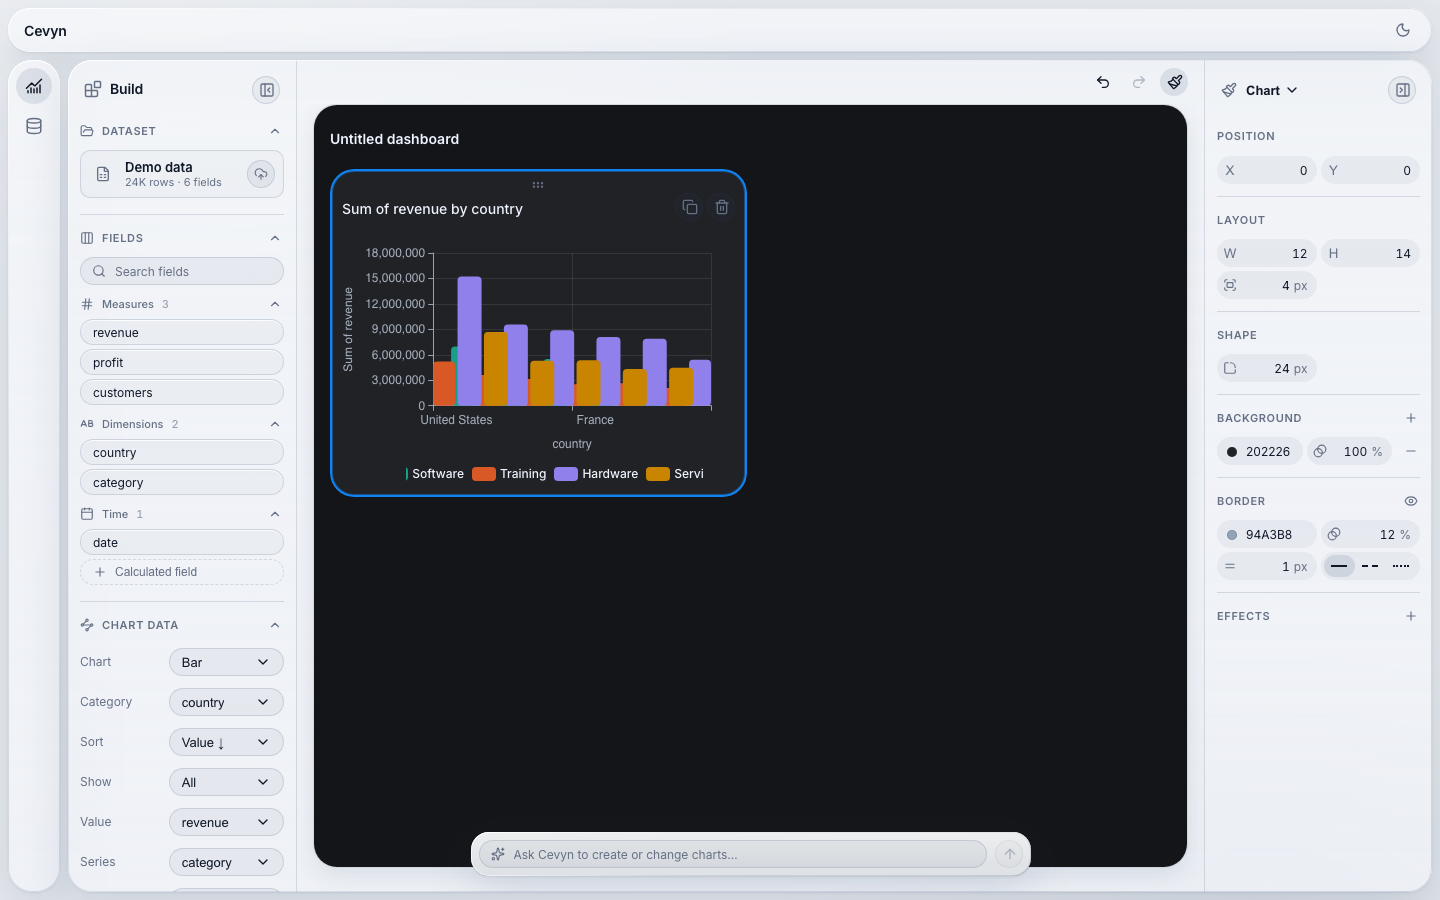 Cevyn
Build
DATASET
Demo data
24K rows · 6 fields
FIELDS
Search fields
Measures 3
revenue
profit
customers
AB Dimensions 2
country
category
Time 1
date
Calculated field
CHART DATA
Chart Bar
Category country
Sort Value ↓
Show All
Value revenue
Series category
Untitled dashboard
Sum of revenue by country
Sum of revenue
18,000,000
15,000,000
12,000,000
9,000,000
6,000,000
3,000,000
0
United States France
country
Software Training Hardware Servi
Ask Cevyn to create or change charts...
Chart
POSITION
X 0 Y 0
LAYOUT
W 12 H 14
4 px
SHAPE
24 px
BACKGROUND
202226 100 %
BORDER
94A3B8 12 %
1 px
EFFECTS